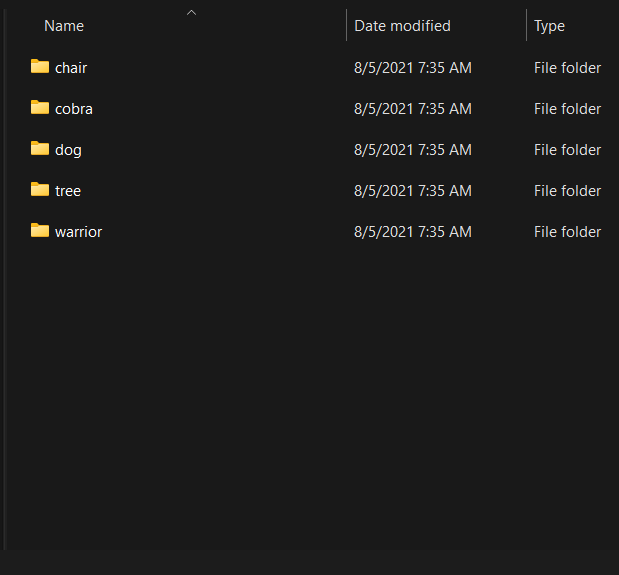 Name Date modified Type
chair 8/5/2021 7:35 AM File folder
cobra 8/5/2021 7:35 AM File folder
dog 8/5/2021 7:35 AM File folder
tree 8/5/2021 7:35 AM File folder
warrior 8/5/2021 7:35 AM File folder